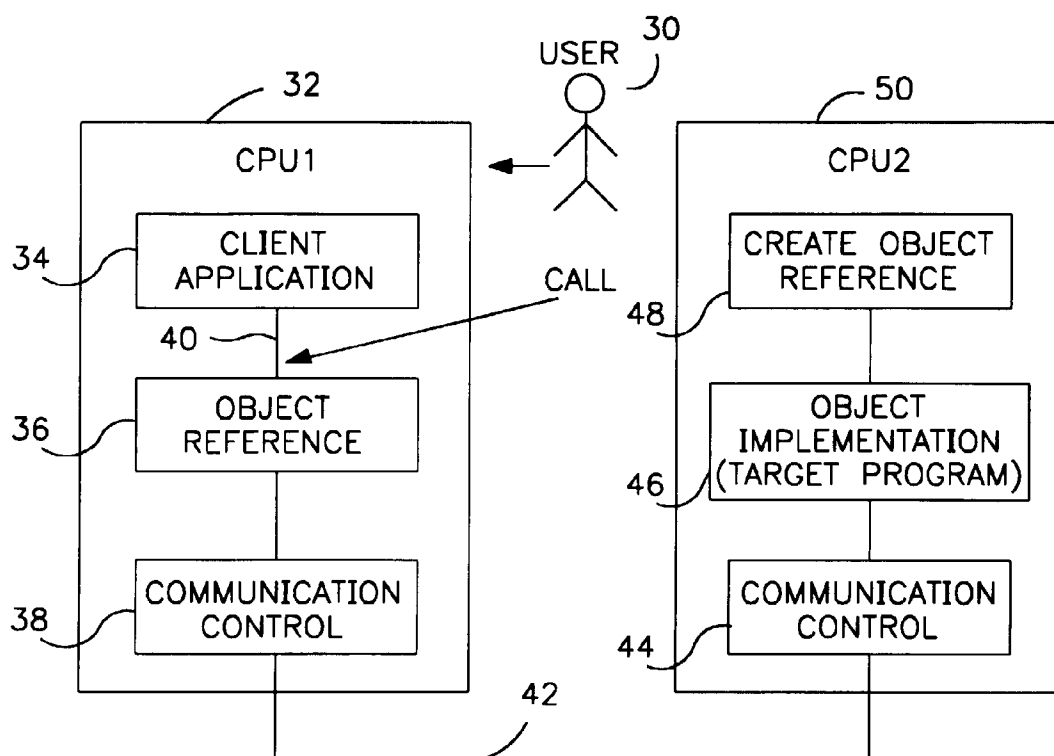 USER
30
32
50
CPU1
CPU2
34
CLIENT
APPLICATION
CREATE OBJECT
REFERENCE
48
CALL
40
36
OBJECT
REFERENCE
OBJECT
IMPLEMENTATION
(TARGET PROGRAM)
46
38
COMMUNICATION
CONTROL
COMMUNICATION
CONTROL
44
42